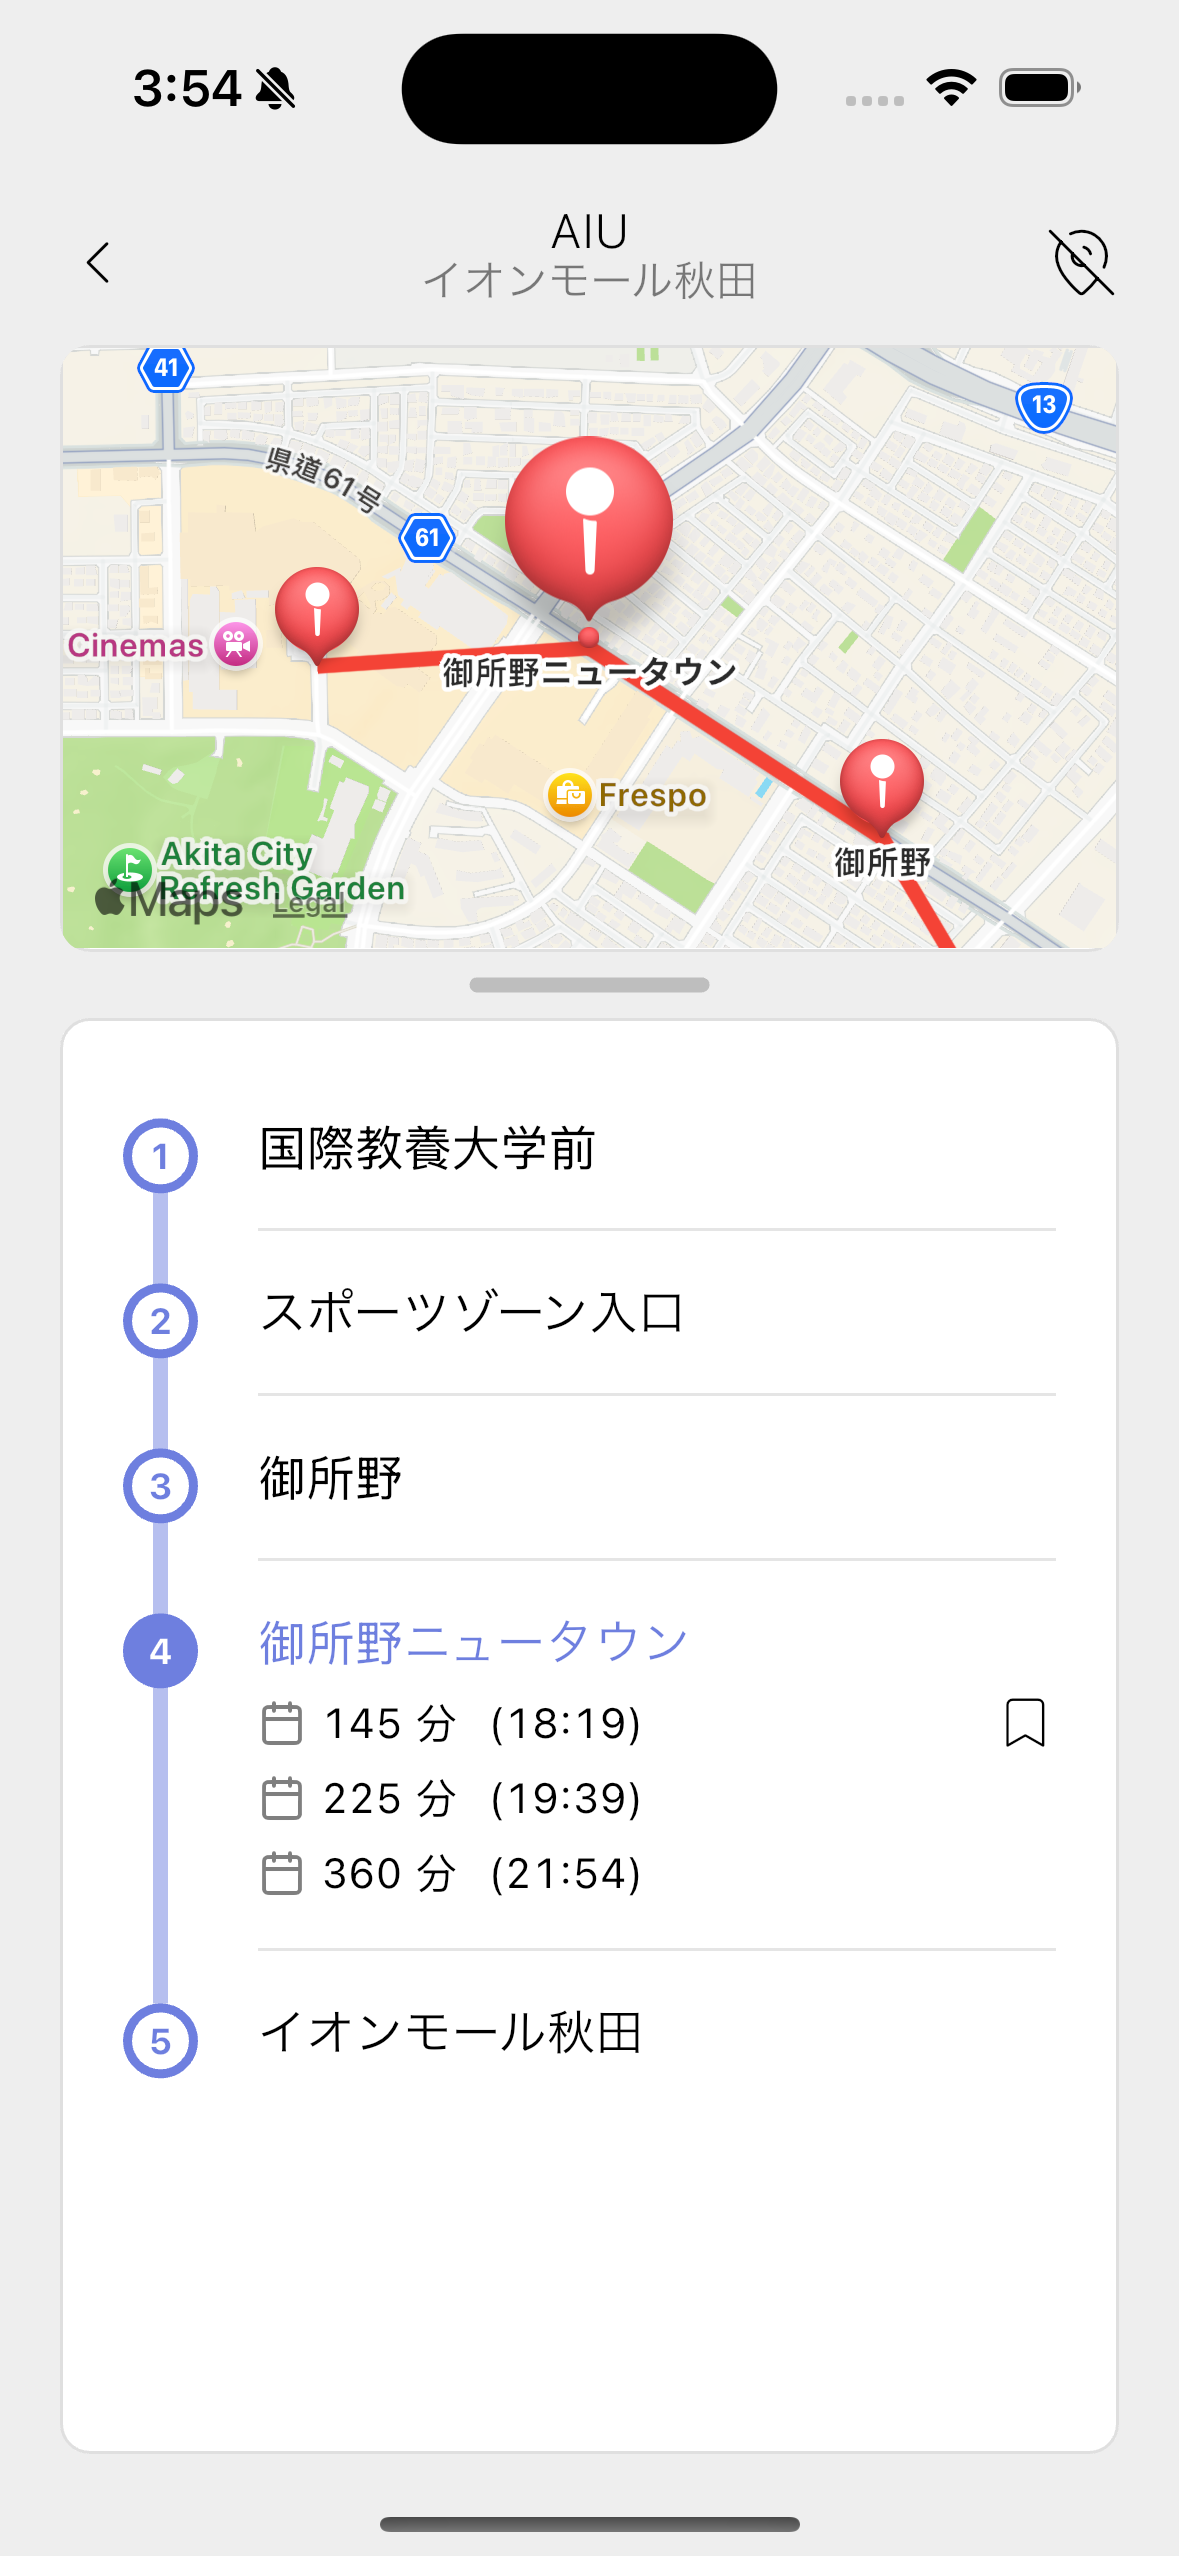 3:54
AIU
イオンモール秋田
41
13
県道61号
61
Cinemas
御所野ニュータウン
Frespo
御所野
Akita City
Refresh Garden
Maps Legal
1 国際教養大学前
2 スポーツゾーン入口
3 御所野
4 御所野ニュータウン
145 分 (18:19)
225 分 (19:39)
360 分 (21:54)
5 イオンモール秋田